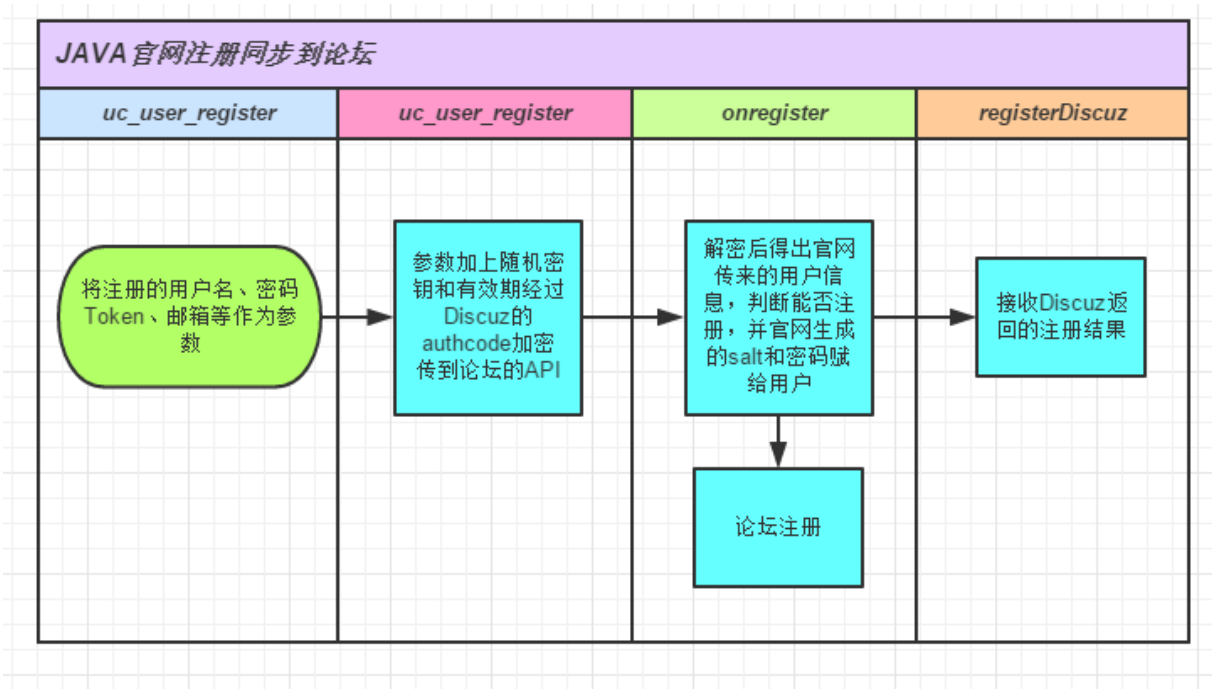 JAVA官网注册同步到论坛
uc_user_register
uc_user_register
onregister
registerDiscuz
将注册的用户名、密码
Token、邮箱等作为参
数
参数加上随机密
钥和有效期经过
Discuz的
authcode加密
传到论坛的API
解密后得出官网
传来的用户信
息，判断能否注
册，并官网生成
的salt和密码赋
给用户
论坛注册
接收Discuz返
回的注册结果